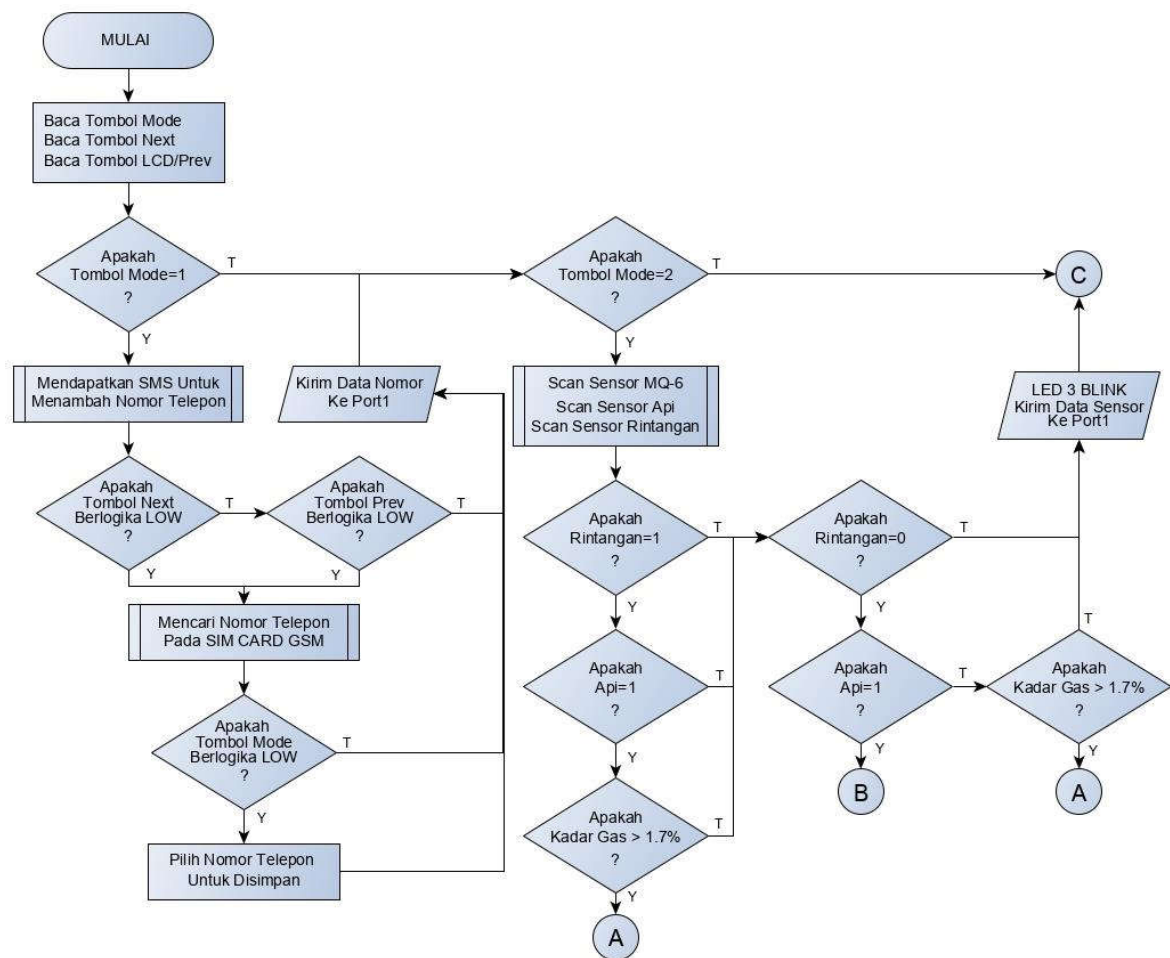 MULAI
Baca Tombol Mode
Baca Tombol Next
Baca Tombol LCD/Prev
Apakah
Tombol Mode=1
?
T
Y
Apakah
Tombol Mode=2
?
T
Y
C
Mendapatkan SMS Untuk
Menambah Nomor Telepon
Kirim Data Nomor
Ke Port1
Scan Sensor MQ-6
Scan Sensor Api
Scan Sensor Rintangan
LED 3 BLINK
Kirim Data Sensor
Ke Port1
Apakah
Tombol Next
Berlogika LOW
?
T
Y
Apakah
Tombol Prev
Berlogika LOW
?
T
Y
Apakah
Rintangan=1
?
T
Y
Apakah
Rintangan=0
?
T
Y
Mencari Nomor Telepon
Pada SIM CARD GSM
Apakah
Api=1
?
T
Y
Apakah
Api=1
?
T
Y
Apakah
Kadar Gas > 1.7%
?
T
Y
Apakah
Tombol Mode
Berlogika LOW
?
T
Y
B
A
Apakah
Kadar Gas > 1.7%
?
T
Y
Pilih Nomor Telepon
Untuk Disimpan
A